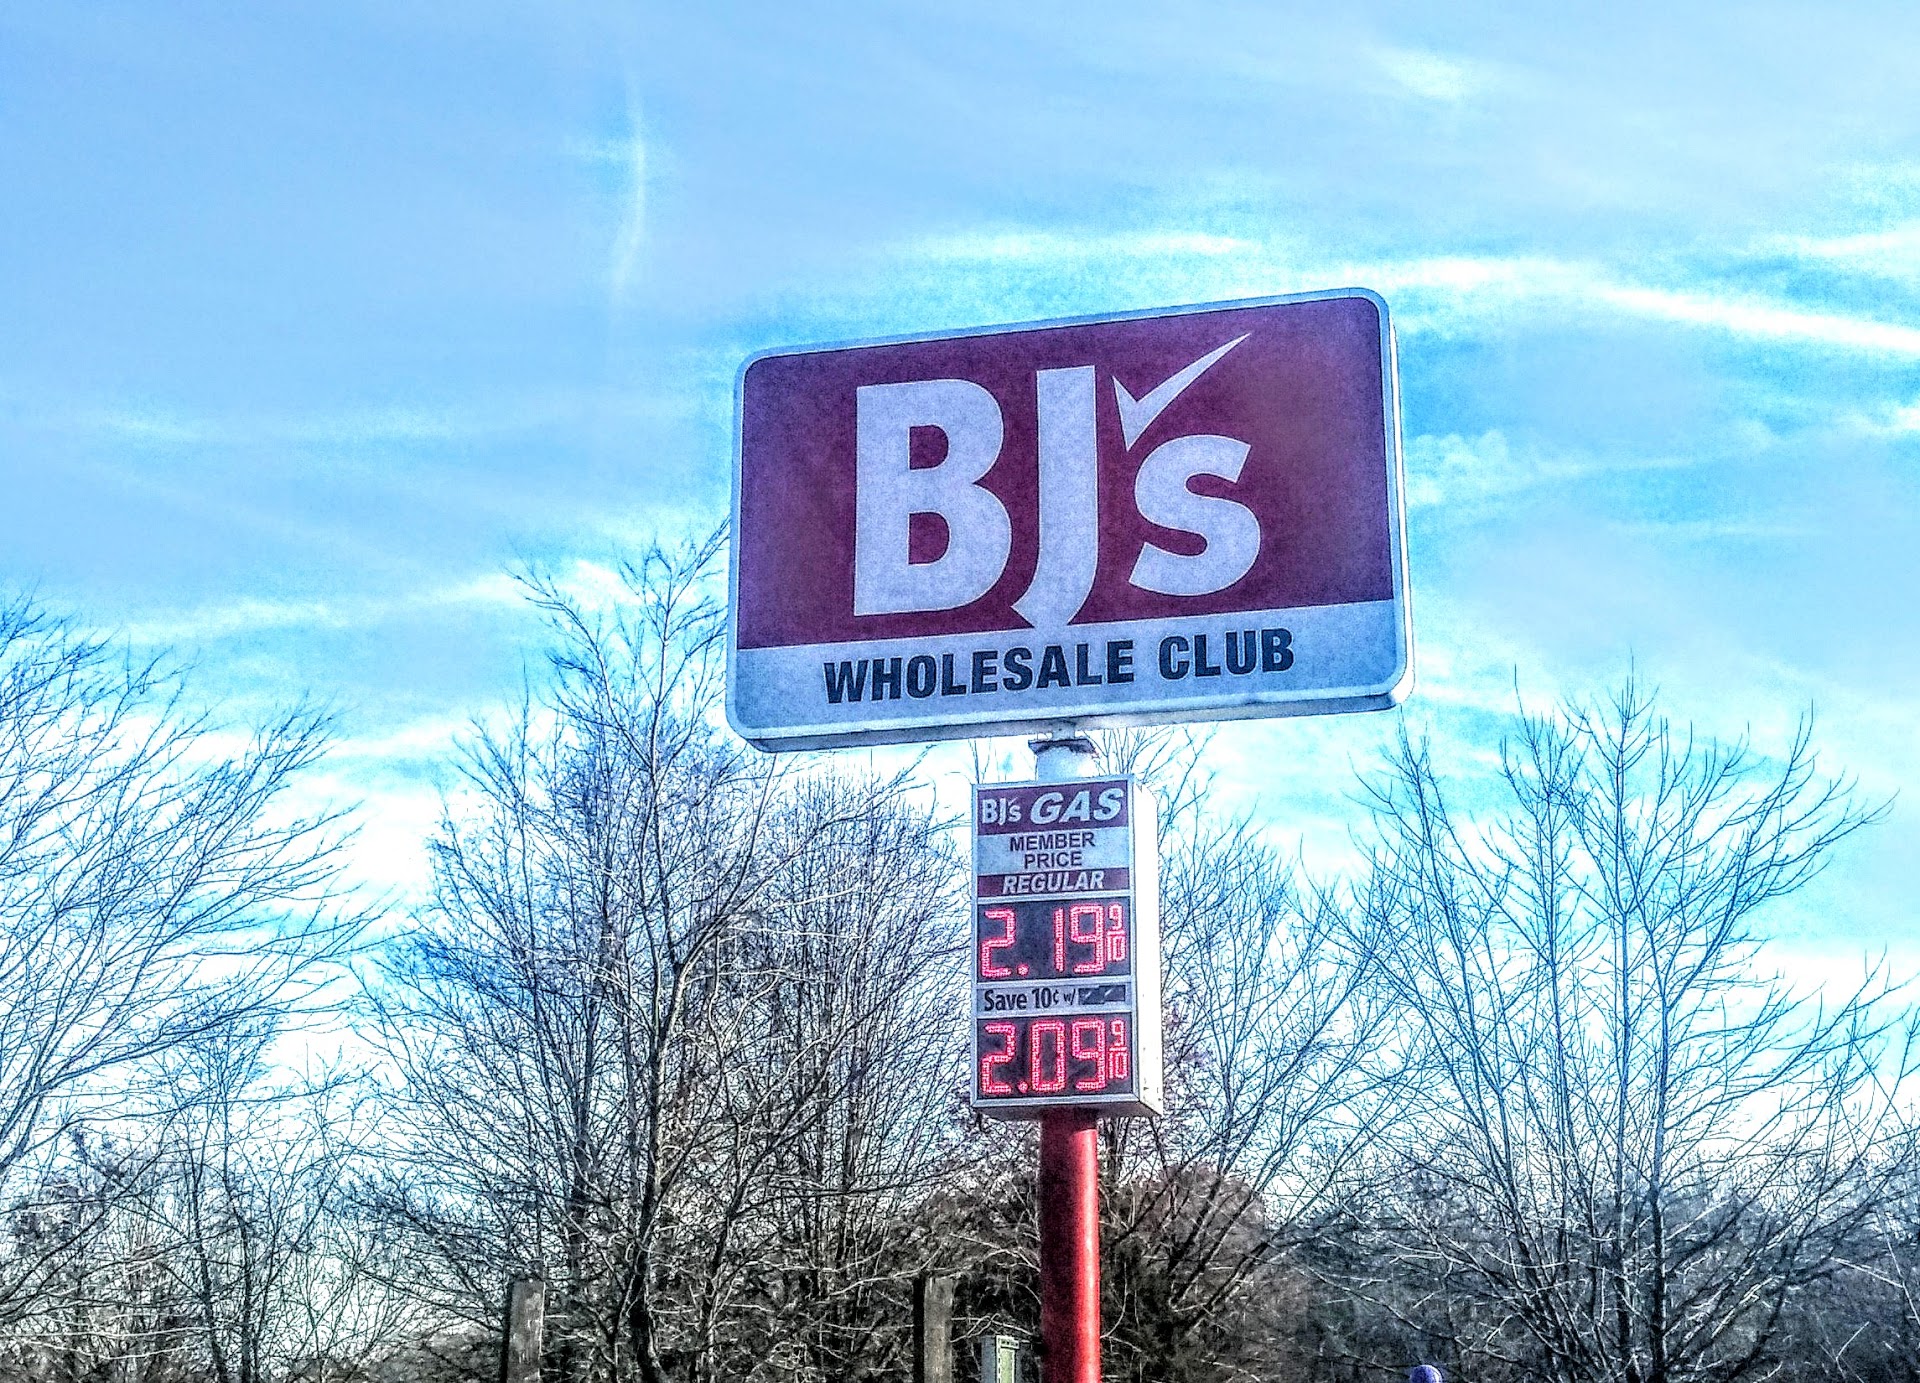 BJ's
WHOLESALE CLUB
BJ's GAS
MEMBER
PRICE
REGULAR
2.19 9/10
Save 10¢ w/
2.09 9/10